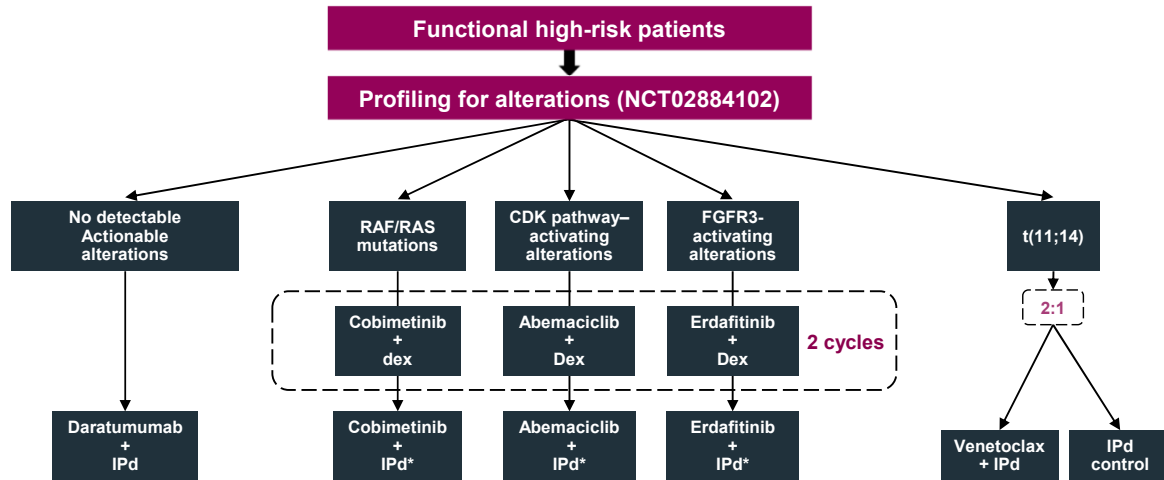 Functional high-risk patients
Profiling for alterations (NCT02884102)
No detectable
Actionable
alterations
RAF/RAS
mutations
CDK pathway–
activating
alterations
FGFR3-
activating
alterations
t(11;14)
2:1
Cobimetinib
+
dex
Abemaciclib
+
Dex
Erdafitinib
+
Dex
2 cycles
Daratumumab
+
IPd
Cobimetinib
+
IPd*
Abemaciclib
+
IPd*
Erdafitinib
+
IPd*
Venetoclax
+ IPd
IPd
control